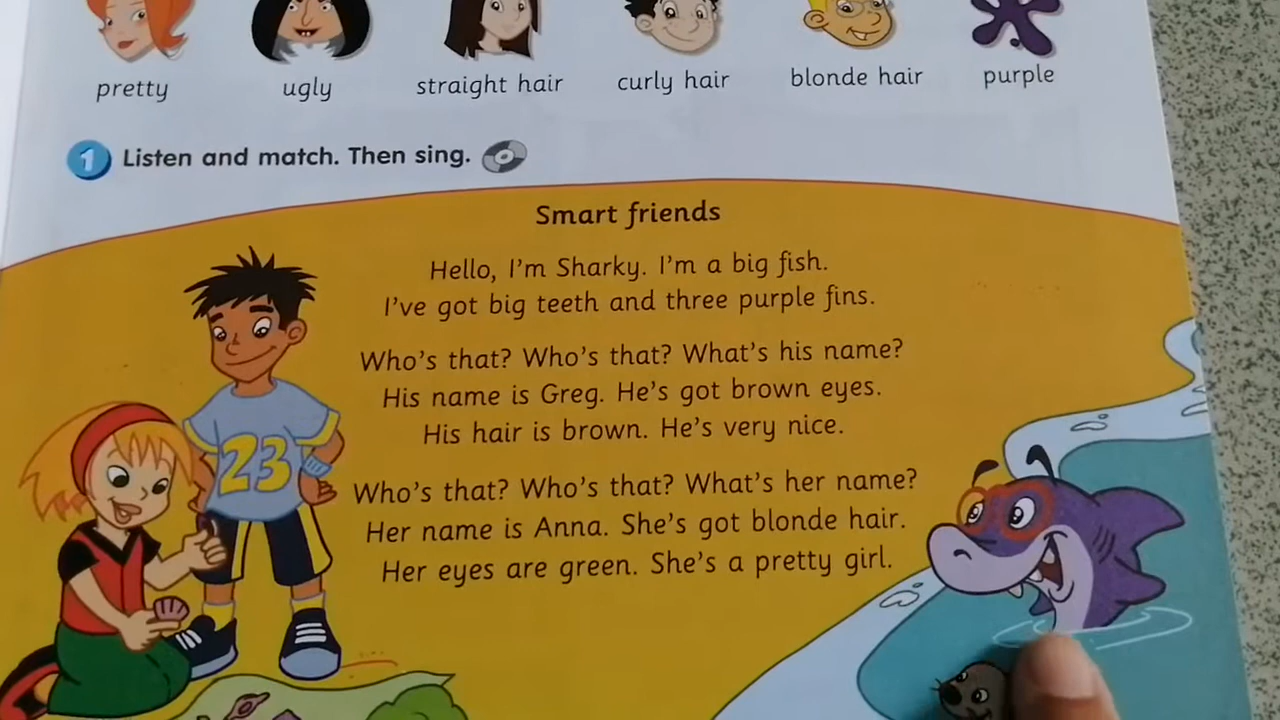 pretty ugly straight hair curly hair blonde hair purple
1 Listen and match. Then sing.
Smart friends
Hello, I'm Sharky. I'm a big fish.
I've got big teeth and three purple fins.
Who's that? Who's that? What's his name?
His name is Greg. He's got brown eyes.
His hair is brown. He's very nice.
Who's that? Who's that? What's her name?
Her name is Anna. She's got blonde hair.
Her eyes are green. She's a pretty girl.
23